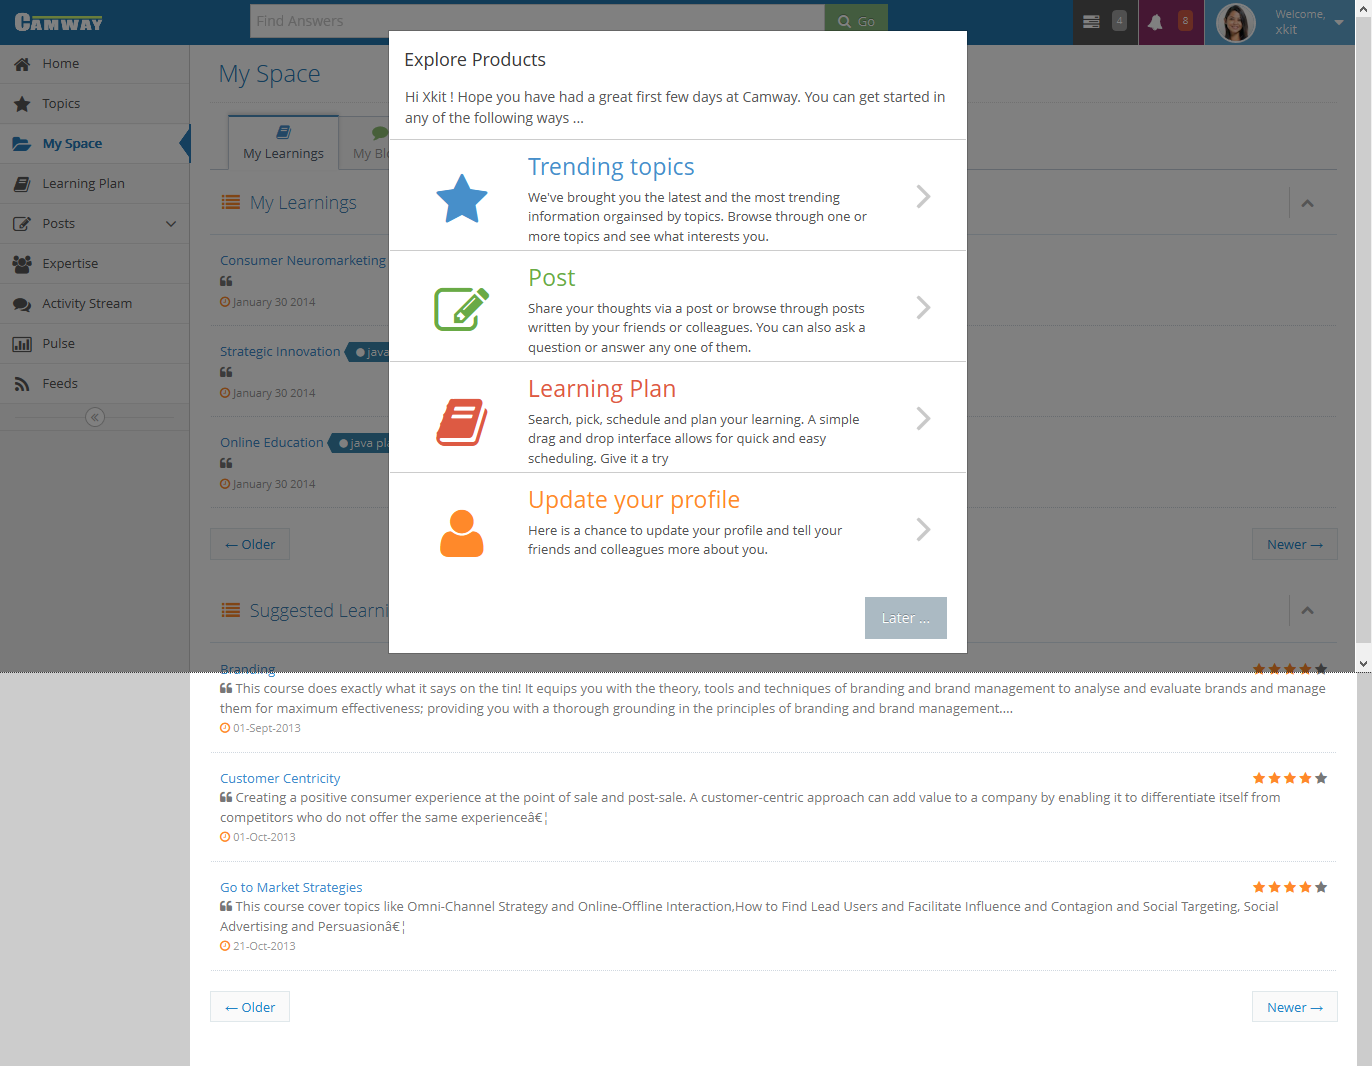 CAMWAY
Find Answers
Go
4
8
Welcome,
xkit
Home
Topics
My Space
Learning Plan
Posts
Expertise
Activity Stream
Pulse
Feeds
My Space
My Learnings
My Bl
My Learnings
Consumer Neuromarketing
January 30 2014
Strategic Innovation java
January 30 2014
Online Education java pl
January 30 2014
← Older
Newer →
Suggested Learni
Explore Products
Hi Xkit ! Hope you have had a great first few days at Camway. You can get started in
any of the following ways ...
Trending topics
We've brought you the latest and the most trending
information orgainsed by topics. Browse through one or
more topics and see what interests you.
Post
Share your thoughts via a post or browse through posts
written by your friends or colleagues. You can also ask a
question or answer any one of them.
Learning Plan
Search, pick, schedule and plan your learning. A simple
drag and drop interface allows for quick and easy
scheduling. Give it a try
Update your profile
Here is a chance to update your profile and tell your
friends and colleagues more about you.
Later ...
Branding
This course does exactly what it says on the tin! It equips you with the theory, tools and techniques of branding and brand management to analyse and evaluate brands and manage
them for maximum effectiveness; providing you with a thorough grounding in the principles of branding and brand management....
01-Sept-2013
Customer Centricity
Creating a positive consumer experience at the point of sale and post-sale. A customer-centric approach can add value to a company by enabling it to differentiate itself from
competitors who do not offer the same experienceâ€¦
01-Oct-2013
Go to Market Strategies
This course cover topics like Omni-Channel Strategy and Online-Offline Interaction,How to Find Lead Users and Facilitate Influence and Contagion and Social Targeting, Social
Advertising and Persuasionâ€¦
21-Oct-2013
← Older
Newer →